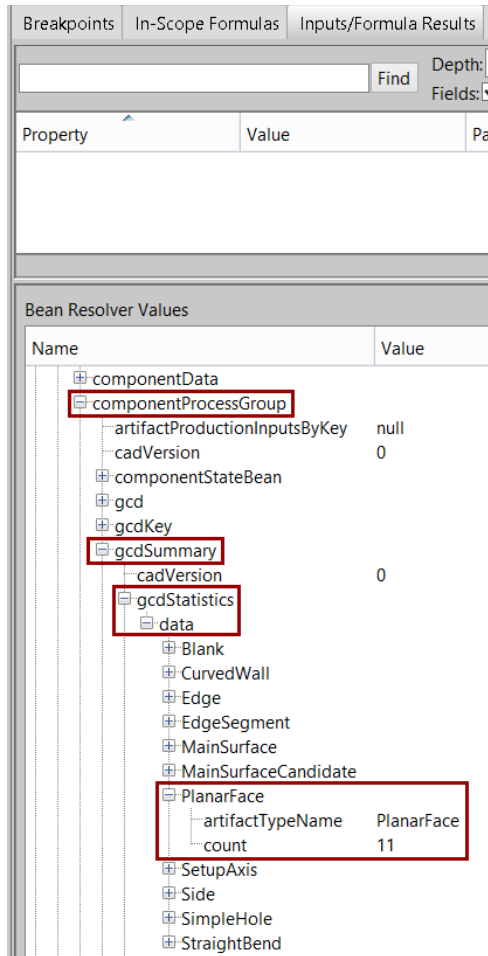 Breakpoints In-Scope Formulas Inputs/Formula Results
Find Depth:
Fields:
Property Value Pa
Bean Resolver Values
Name Value
componentData
componentProcessGroup
artifactProductionInputsByKey null
cadVersion 0
componentStateBean
gcd
gcdKey
gcdSummary
cadVersion 0
gcdStatistics
data
Blank
CurvedWall
Edge
EdgeSegment
MainSurface
MainSurfaceCandidate
PlanarFace
artifactTypeName PlanarFace
count 11
SetupAxis
Side
SimpleHole
StraightBend